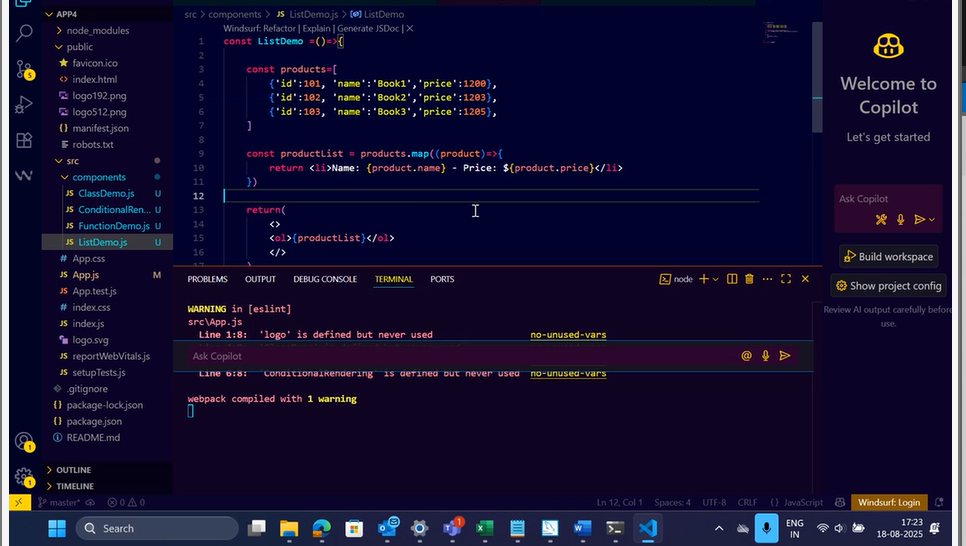 APP4
node_modules
public
favicon.ico
index.html
logo192.png
logo512.png
manifest.json
robots.txt
src
components
ClassDemo.js U
ConditionalRen... U
FunctionDemo.js U
ListDemo.js U
App.css
App.js M
App.test.js
index.css
index.js
logo.svg
reportWebVitals.js
setupTests.js
.gitignore
package-lock.json
package.json
README.md
OUTLINE
TIMELINE
5
1
1
src > components > JS ListDemo.js > ListDemo
Windsurf: Refactor | Explain | Generate JSDoc | X
1 const ListDemo =()=>{
2
3 const products=[
4 {'id':101, 'name':'Book1','price':1200},
5 {'id':102, 'name':'Book2','price':1203},
6 {'id':103, 'name':'Book3','price':1205},
7 ]
8
9 const productList = products.map((product)=>{
10 return <li>Name: {product.name} - Price: ${product.price}</li>
11 })
12
13 return(
14 <>
15 <ol>{productList}</ol>
16 </>
PROBLEMS OUTPUT DEBUG CONSOLE TERMINAL PORTS node
WARNING in [eslint]
src\App.js
Line 1:8: 'logo' is defined but never used no-unused-vars
Ask Copilot
Line 6:8: 'ConditionalRendering' is defined but never used no-unused-vars
webpack compiled with 1 warning
Welcome to
Copilot
Let's get started
Ask Copilot
Build workspace
Show project config
Review AI output carefully before
use.
master* 0 0 Ln 12, Col 1 Spaces: 4 UTF-8 CRLF {} JavaScript Windsurf: Login
Search
1
ENG
IN
17:23
18-08-2025